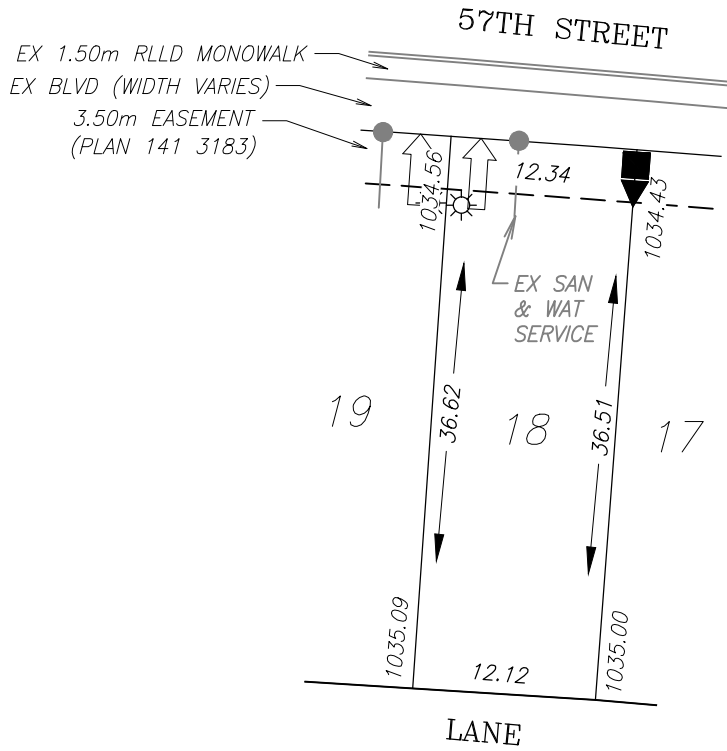 57TH STREET
EX 1.50m RLLD MONOWALK
EX BLVD (WIDTH VARIES)
3.50m EASEMENT
(PLAN 141 3183)
1034.56
12.34
1034.43
EX SAN
& WAT
SERVICE
19
36.62
18
36.51
17
1035.09
12.12
1035.00
LANE